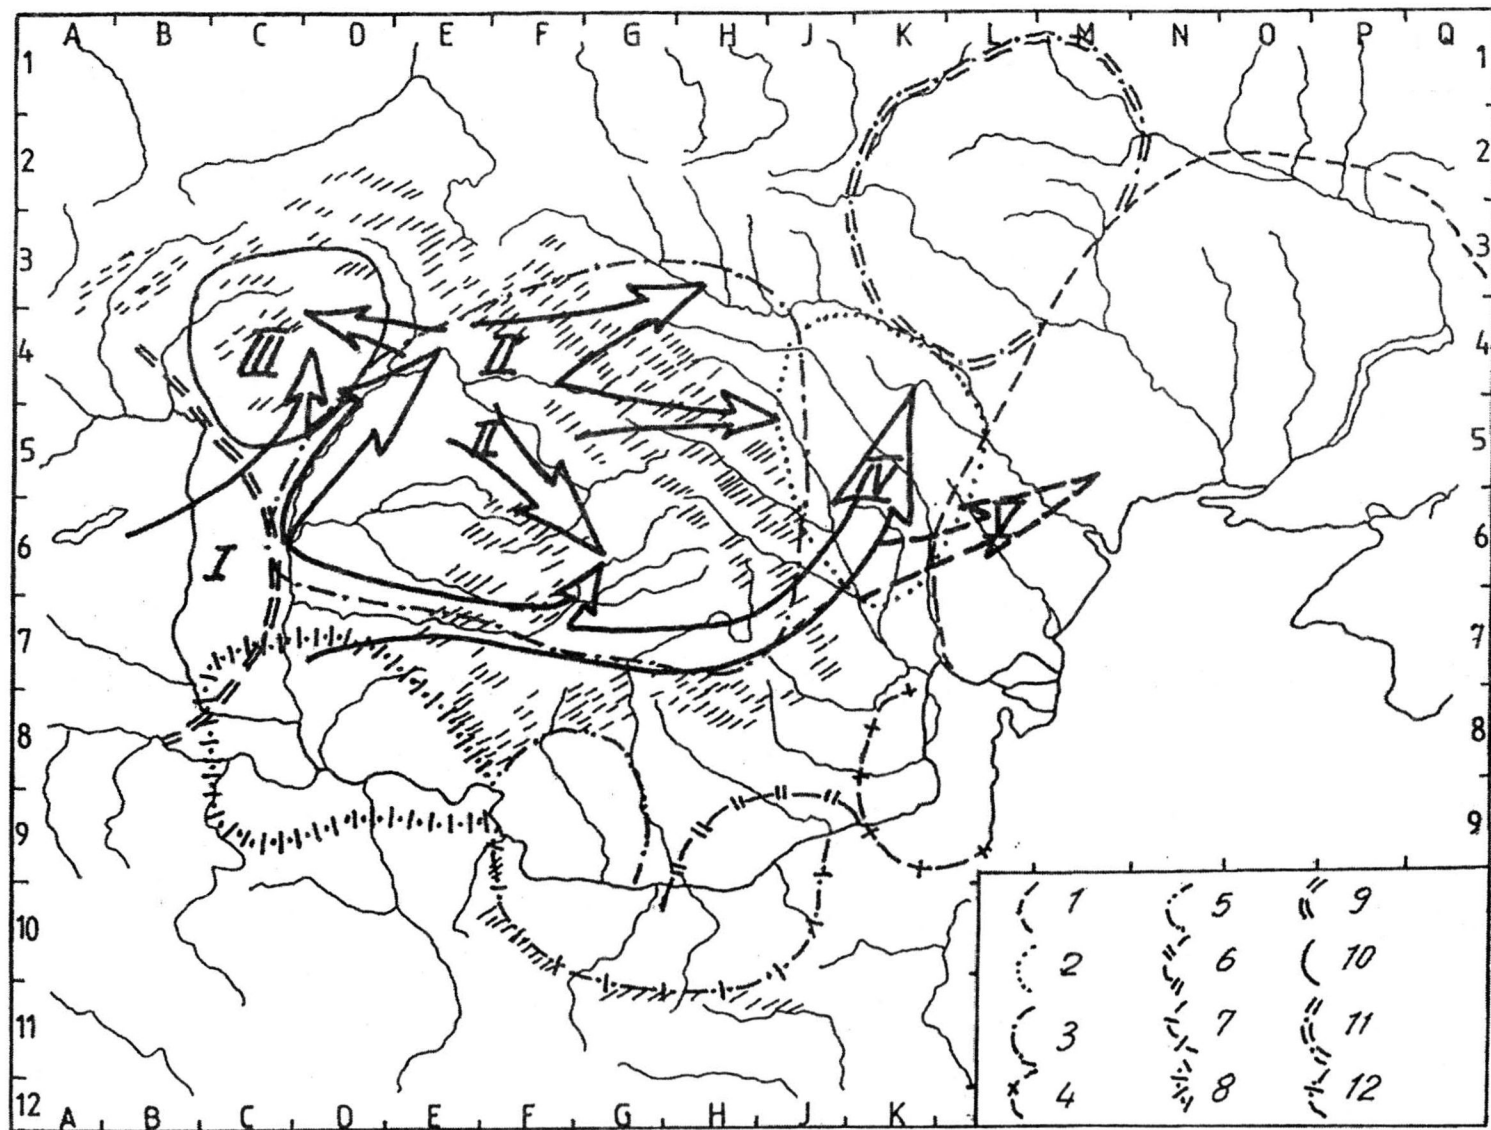 A B C D E F G H J K L M N O P Q
1 1
2 2
3 3
III II 4 4
II 5 5
IV
V
I 6 6
7 7
8 8
9 9
10 1 5 9
2 6 10
11 3 7 11
12 4 8 12
A B C D E F G H J K